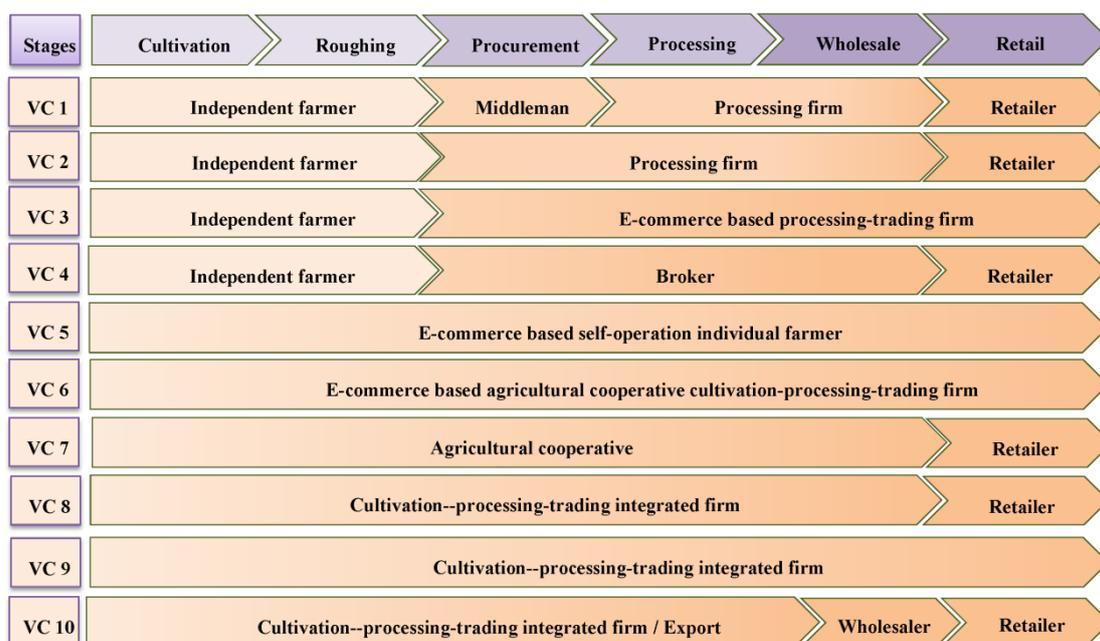 Stages Cultivation Roughing Procurement Processing Wholesale Retail
VC 1 Independent farmer Middleman Processing firm Retailer
VC 2 Independent farmer Processing firm Retailer
VC 3 Independent farmer E-commerce based processing-trading firm
VC 4 Independent farmer Broker Retailer
VC 5 E-commerce based self-operation individual farmer
VC 6 E-commerce based agricultural cooperative cultivation-processing-trading firm
VC 7 Agricultural cooperative Retailer
VC 8 Cultivation--processing-trading integrated firm Retailer
VC 9 Cultivation--processing-trading integrated firm
VC 10 Cultivation--processing-trading integrated firm / Export Wholesaler Retailer